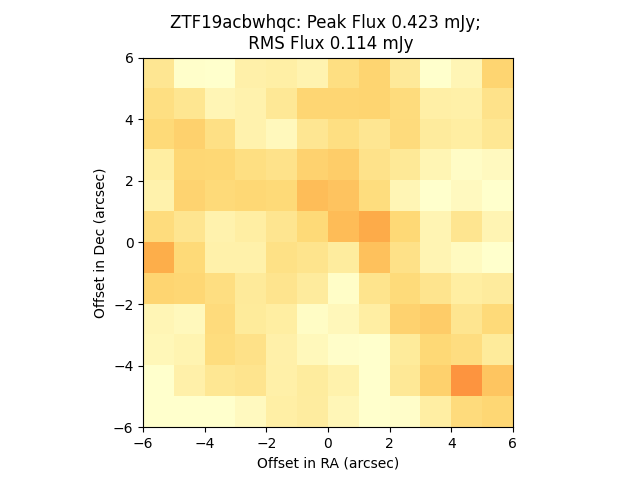 ZTF19acbwhqc: Peak Flux 0.423 mJy;
RMS Flux 0.114 mJy
6
4
2
0
−2
−4
−6
Offset in Dec (arcsec)
−6 −4 −2 0 2 4 6
Offset in RA (arcsec)